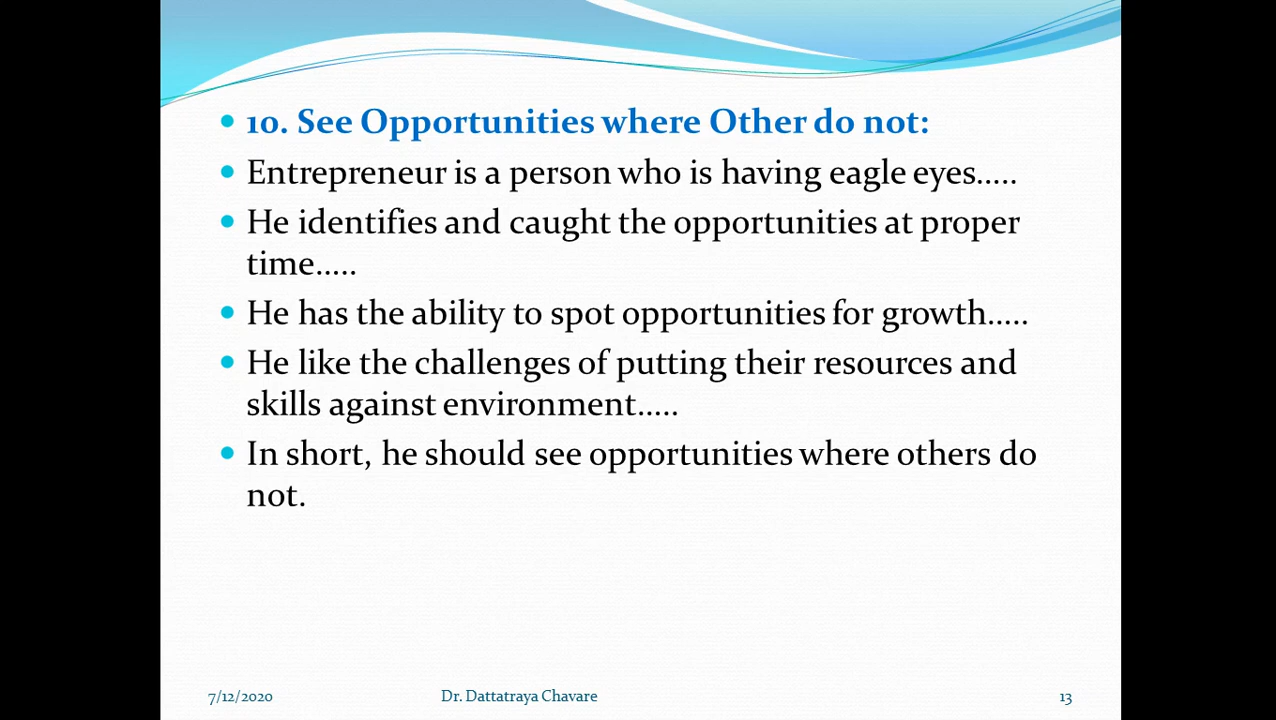 10. See Opportunities where Other do not:
Entrepreneur is a person who is having eagle eyes.....
He identifies and caught the opportunities at proper
time.....
He has the ability to spot opportunities for growth.....
He like the challenges of putting their resources and
skills against environment.....
In short, he should see opportunities where others do
not.
7/12/2020 Dr. Dattatraya Chavare 13